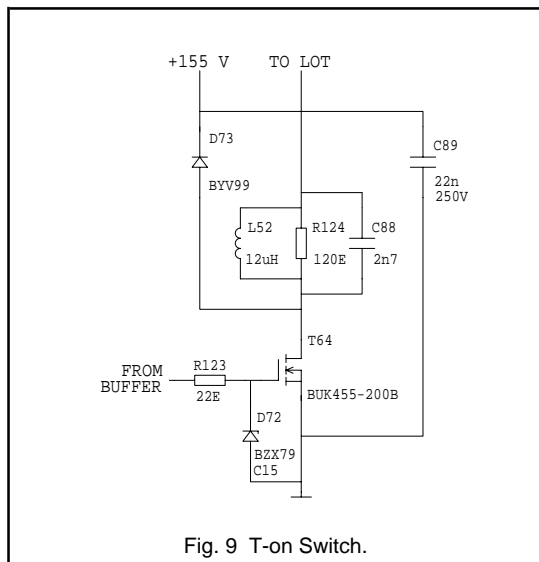 +155 V TO LOT
D73
BYV99
C89
22n
250V
L52
12uH
R124
120E
C88
2n7
T64
FROM
BUFFER
R123
22E
BUK455-200B
D72
BZX79
C15
Fig. 9 T-on Switch.